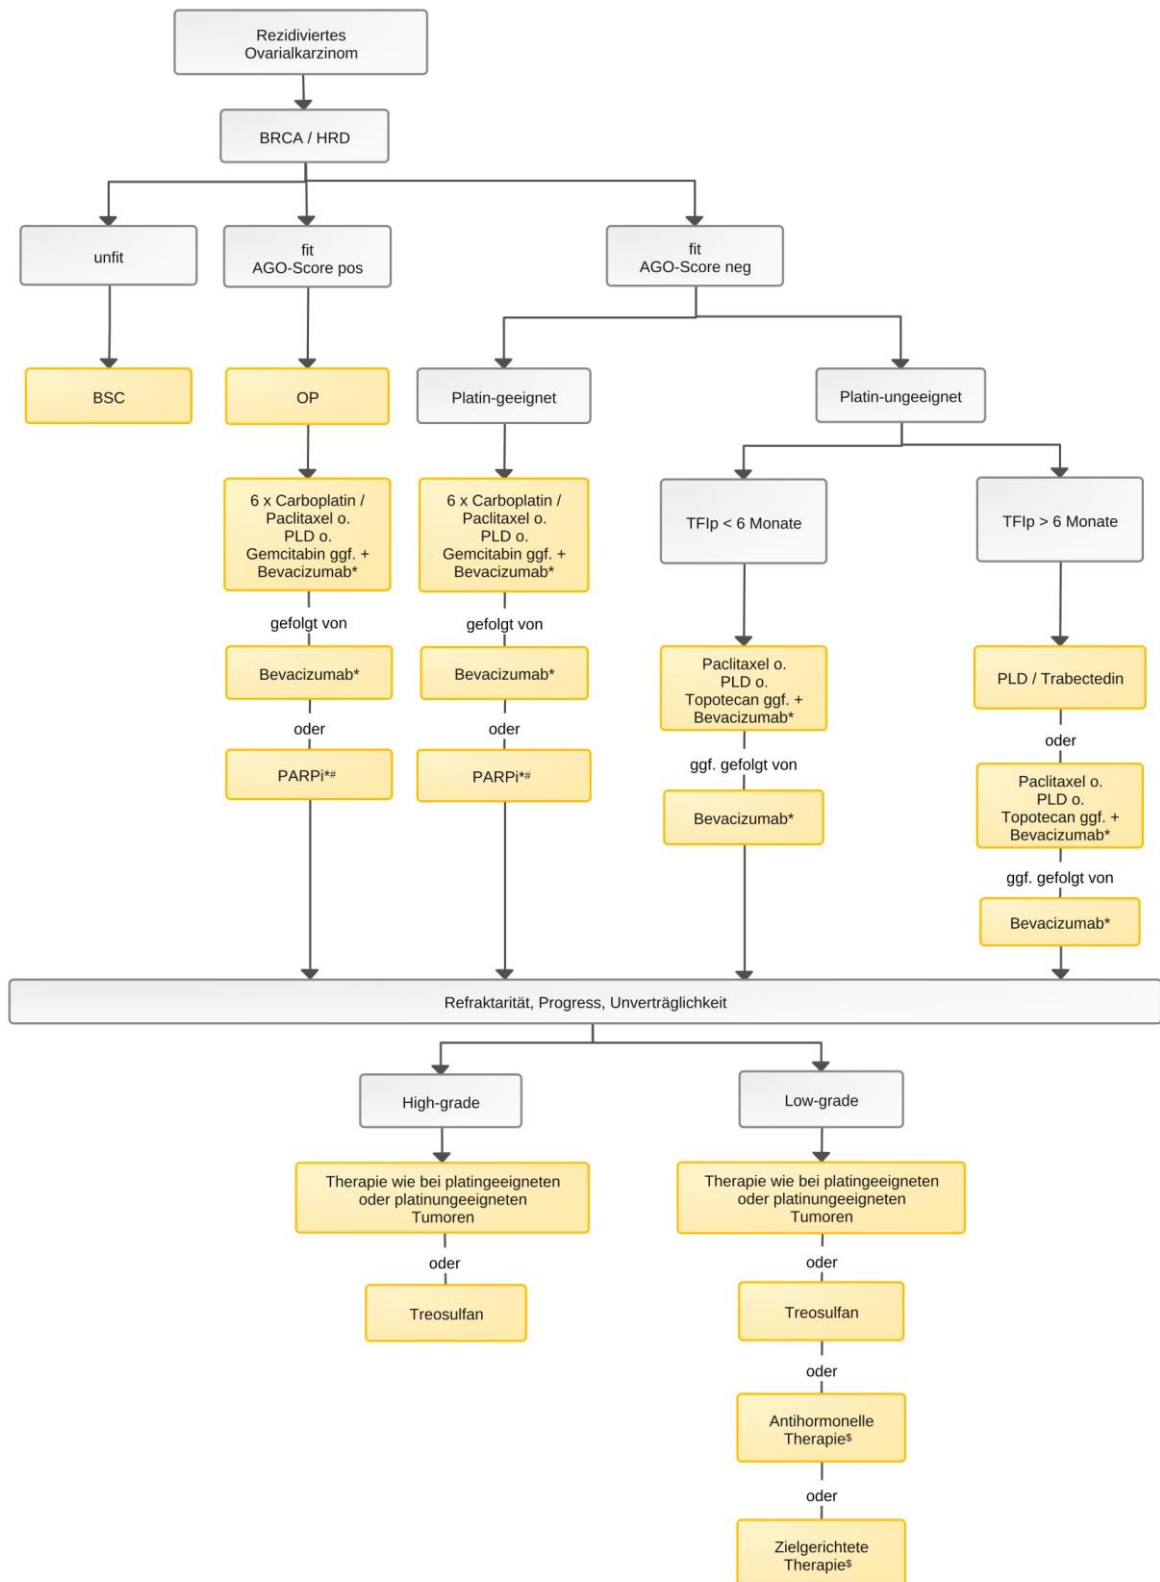 Rezidiviertes
Ovarialkarzinom
BRCA / HRD
unfit
fit
AGO-Score pos
fit
AGO-Score neg
BSC
OP
Platin-geeignet
Platin-ungeeignet
6 x Carboplatin /
Paclitaxel o.
PLD o.
Gemcitabin ggf. +
Bevacizumab*
6 x Carboplatin /
Paclitaxel o.
PLD o.
Gemcitabin ggf. +
Bevacizumab*
TFIp < 6 Monate
TFIp > 6 Monate
gefolgt von
gefolgt von
Bevacizumab*
Bevacizumab*
Paclitaxel o.
PLD o.
Topotecan ggf. +
Bevacizumab*
PLD / Trabectedin
oder
oder
oder
PARPi*#
PARPi*#
ggf. gefolgt von
Bevacizumab*
Paclitaxel o.
PLD o.
Topotecan ggf. +
Bevacizumab*
ggf. gefolgt von
Bevacizumab*
Refraktarität, Progress, Unverträglichkeit
High-grade
Low-grade
Therapie wie bei platingeeigneten
oder platinungeeigneten
Tumoren
Therapie wie bei platingeeigneten
oder platinungeeigneten
Tumoren
oder
oder
Treosulfan
Treosulfan
oder
Antihormonelle
Therapie$
oder
Zielgerichtete
Therapie$